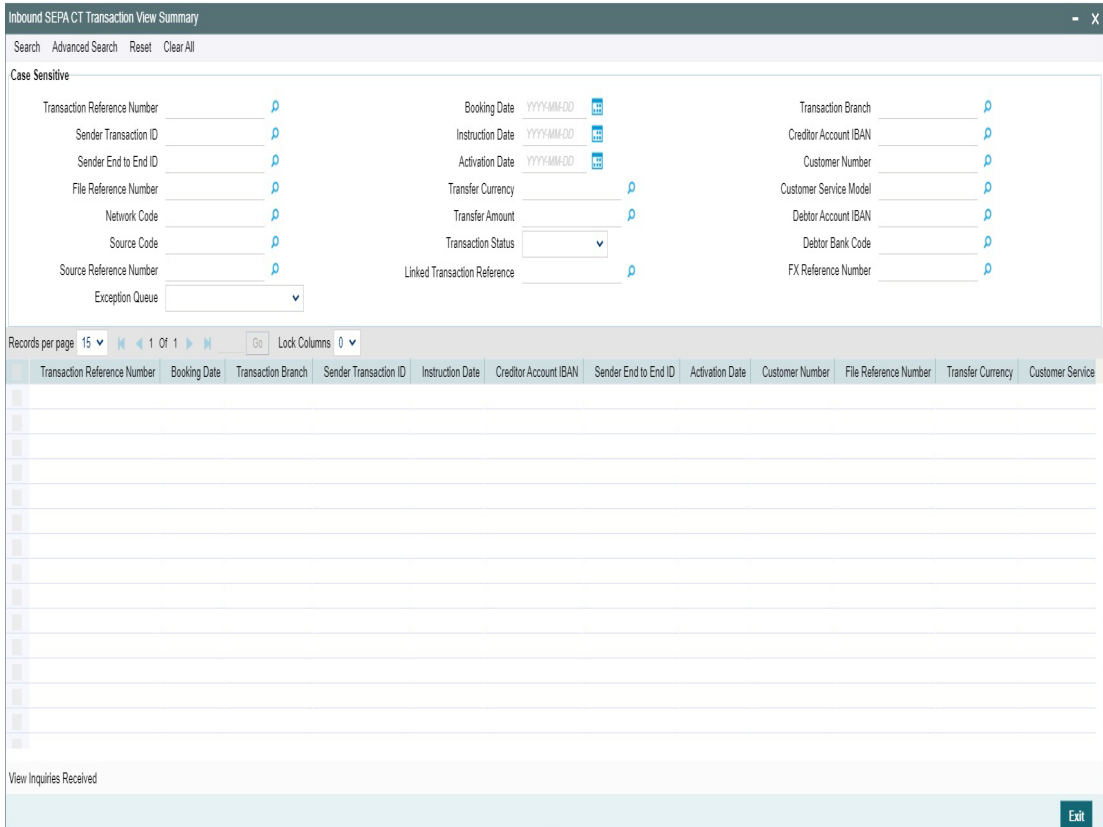 Inbound SEPA CT Transaction View Summary - X
Search Advanced Search Reset Clear All
Case Sensitive
Transaction Reference Number Booking Date YYYY-MM-DD Transaction Branch
Sender Transaction ID Instruction Date YYYY-MM-DD Creditor Account IBAN
Sender End to End ID Activation Date YYYY-MM-DD Customer Number
File Reference Number Transfer Currency Customer Service Model
Network Code Transfer Amount Debtor Account IBAN
Source Code Transaction Status Debtor Bank Code
Source Reference Number Linked Transaction Reference FX Reference Number
Exception Queue
Records per page 15 1 Of 1 Go Lock Columns 0
Transaction Reference Number Booking Date Transaction Branch Sender Transaction ID Instruction Date Creditor Account IBAN Sender End to End ID Activation Date Customer Number File Reference Number Transfer Currency Customer Service
View Inquiries Received
Exit